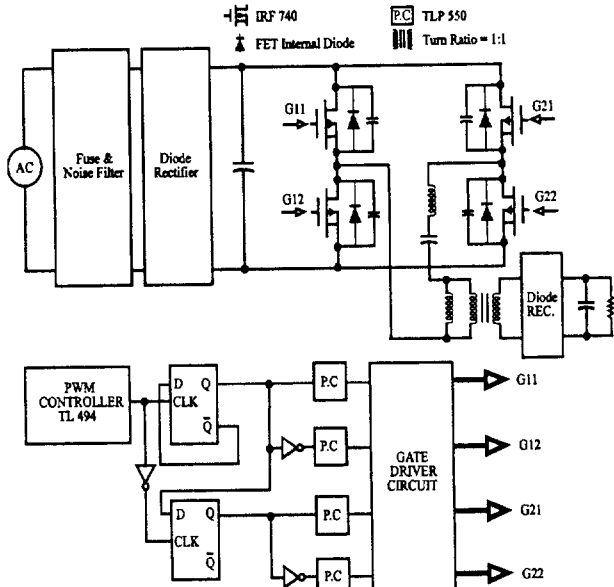 IRF 740
P.C TLP 550
FET Internal Diode
Turn Ratio = 1:1
G11
G21
AC
Fuse &
Noise Filter
Diode
Rectifier
G12
G22
Diode
REC.
PWM
CONTROLLER
TL 494
D Q
CLK
Q̅
P.C
P.C
GATE
DRIVER
CIRCUIT
G11
G12
D Q
CLK
Q̅
P.C
P.C
G21
G22